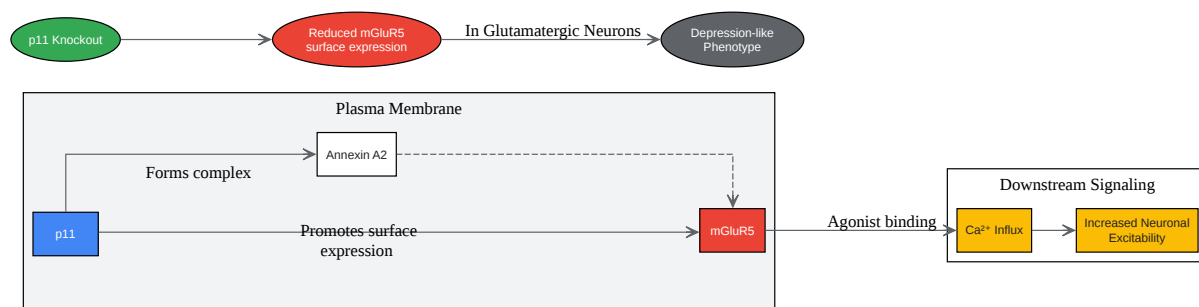 p11 Knockout
Reduced mGluR5
surface expression
In Glutamatergic Neurons
Depression-like
Phenotype
Plasma Membrane
Annexin A2
Forms complex
p11
Promotes surface
expression
mGluR5
Agonist binding
Downstream Signaling
Ca²⁺ Influx
Increased Neuronal
Excitability